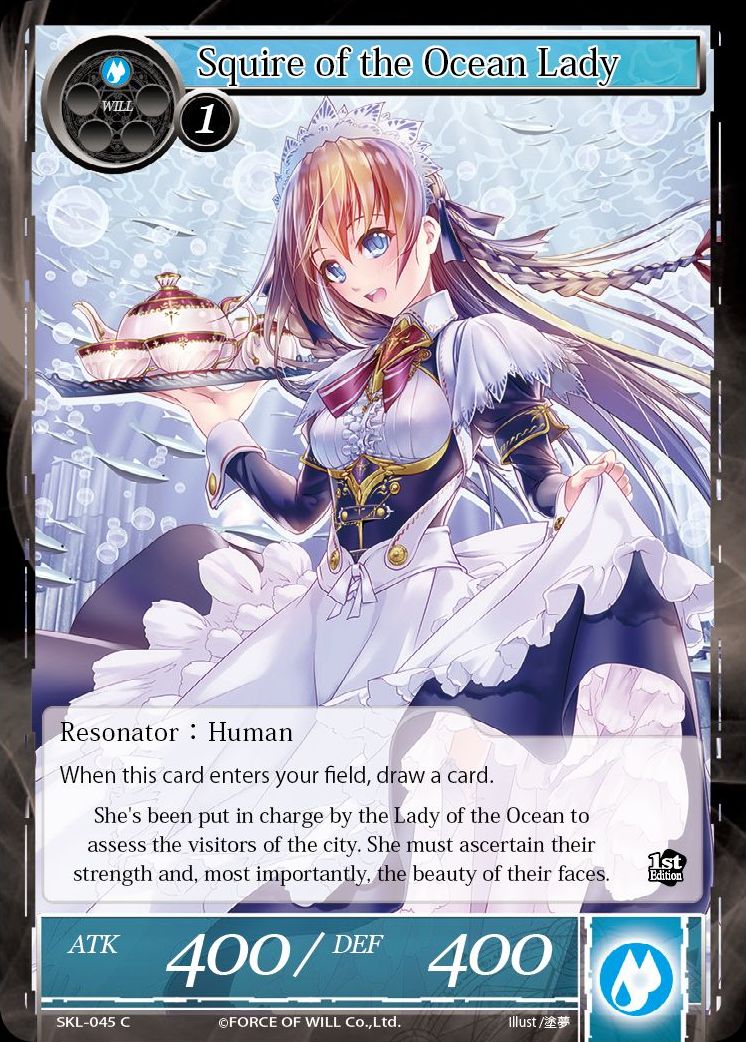 Squire of the Ocean Lady
WILL
1
Resonator : Human
When this card enters your field, draw a card.
She's been put in charge by the Lady of the Ocean to
assess the visitors of the city. She must ascertain their
strength and, most importantly, the beauty of their faces.
1st
Edition
ATK 400 / DEF 400
SKL-045 C ©FORCE OF WILL Co.,Ltd. Illust /塗夢